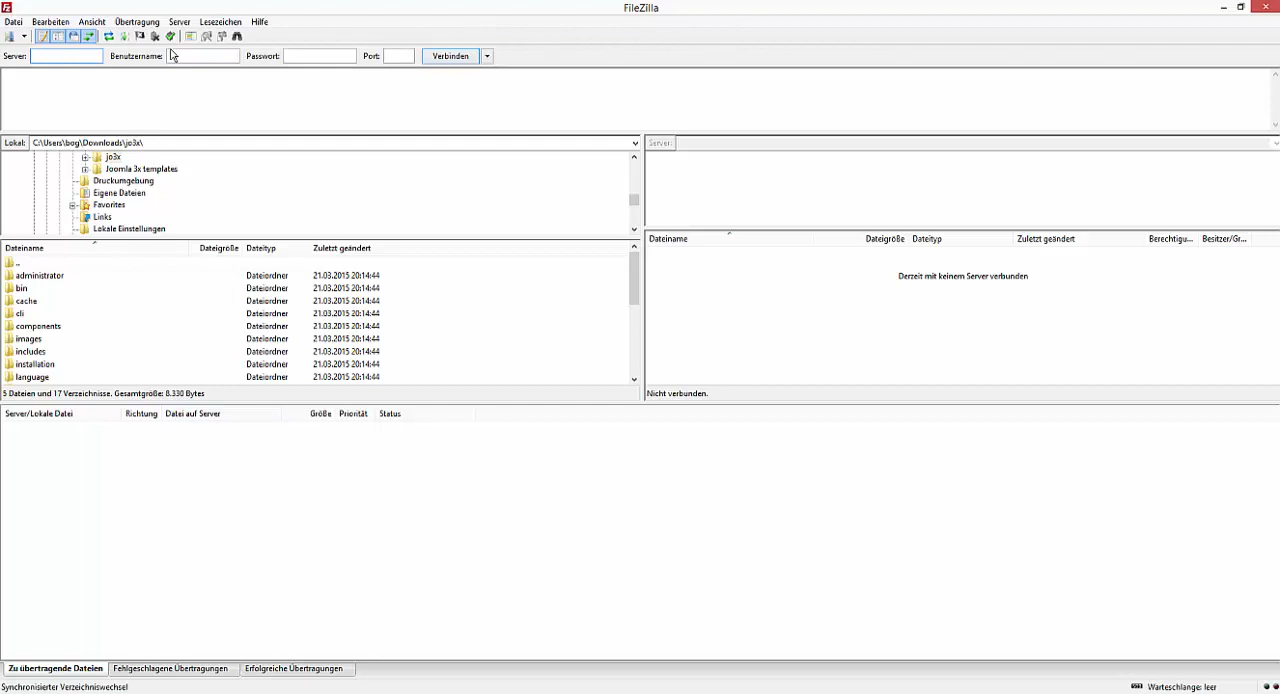 FileZilla
Datei Bearbeiten Ansicht Übertragung Server Lesezeichen Hilfe
Server: Benutzername: Passwort: Port: Verbinden
Lokal: C:\Users\bog\Downloads\jo3x\ Server:
jo3x
Joomla 3x templates
Druckumgebung
Eigene Dateien
Favorites
Links
Lokale Einstellungen
Dateiname Dateigröße Dateityp Zuletzt geändert
..
administrator Dateiordner 21.03.2015 20:14:44
bin Dateiordner 21.03.2015 20:14:44
cache Dateiordner 21.03.2015 20:14:44
cli Dateiordner 21.03.2015 20:14:44
components Dateiordner 21.03.2015 20:14:44
images Dateiordner 21.03.2015 20:14:44
includes Dateiordner 21.03.2015 20:14:44
installation Dateiordner 21.03.2015 20:14:44
language Dateiordner 21.03.2015 20:14:44
5 Dateien und 17 Verzeichnisse. Gesamtgröße: 8.330 Bytes
Dateiname Dateigröße Dateityp Zuletzt geändert Berechtigu... Besitzer/Gr...
Derzeit mit keinem Server verbunden
Nicht verbunden.
Server/Lokale Datei Richtung Datei auf Server Größe Priorität Status
Zu übertragende Dateien Fehlgeschlagene Übertragungen Erfolgreiche Übertragungen
Synchronisierter Verzeichniswechsel Warteschlange: leer